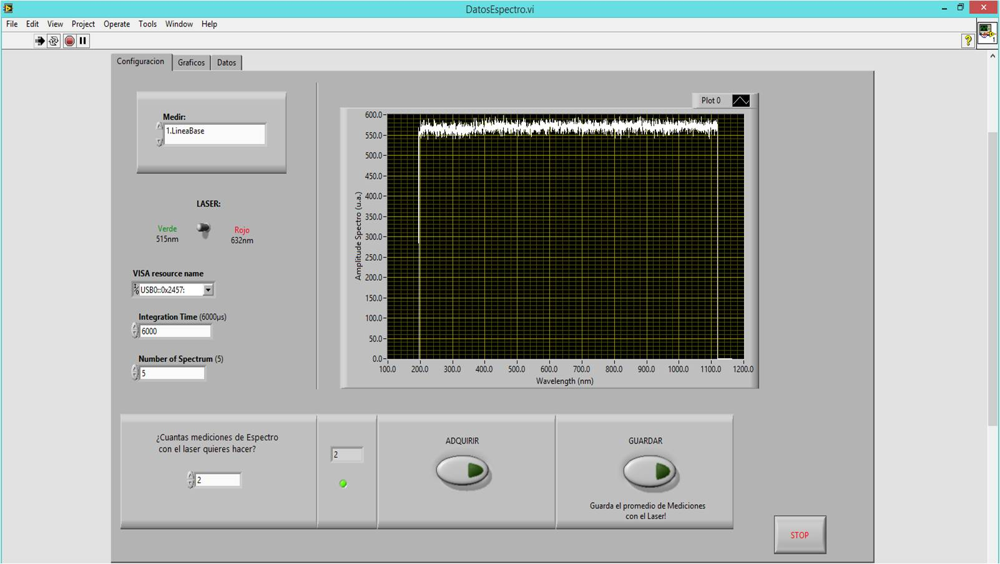 DatosEspectro.vi
File Edit View Project Operate Tools Window Help
1
Configuracion Graficos Datos
Medir:
1.LineaBase
LASER:
Verde
515nm
Rojo
632nm
VISA resource name
USB0::0x2457:
Integration Time (6000µs)
6000
Number of Spectrum (5)
5
Plot 0
Amplitude Spectro (u.a.)
600.0
550.0
500.0
450.0
400.0
350.0
300.0
250.0
200.0
150.0
100.0
50.0
0.0
100.0 200.0 300.0 400.0 500.0 600.0 700.0 800.0 900.0 1000.0 1100.0 1200.0
Wavelength (nm)
¿Cuantas mediciones de Espectro
con el laser quieres hacer?
2
2
ADQUIRIR
GUARDAR
Guarda el promedio de Mediciones
con el Laser!
STOP